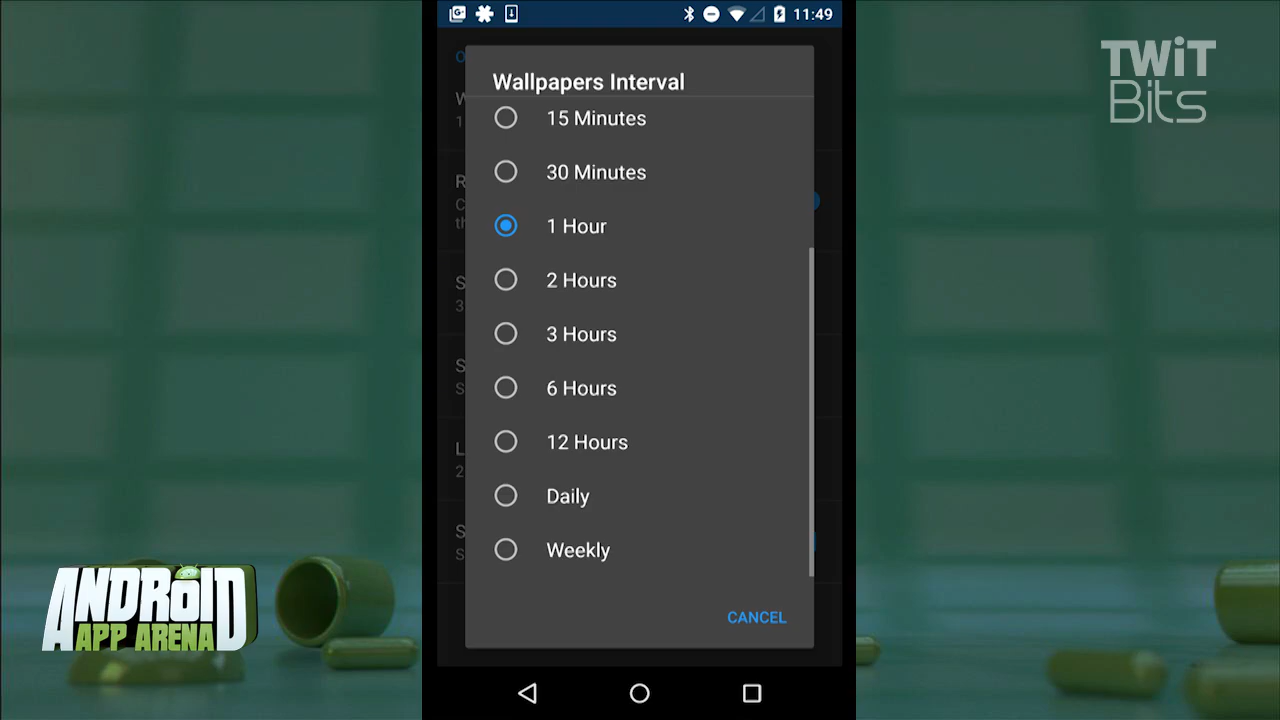 11:49
TWiT
Bits
Wallpapers Interval
15 Minutes
30 Minutes
1 Hour
2 Hours
3 Hours
6 Hours
12 Hours
Daily
Weekly
CANCEL
ANDROID
APP ARENA